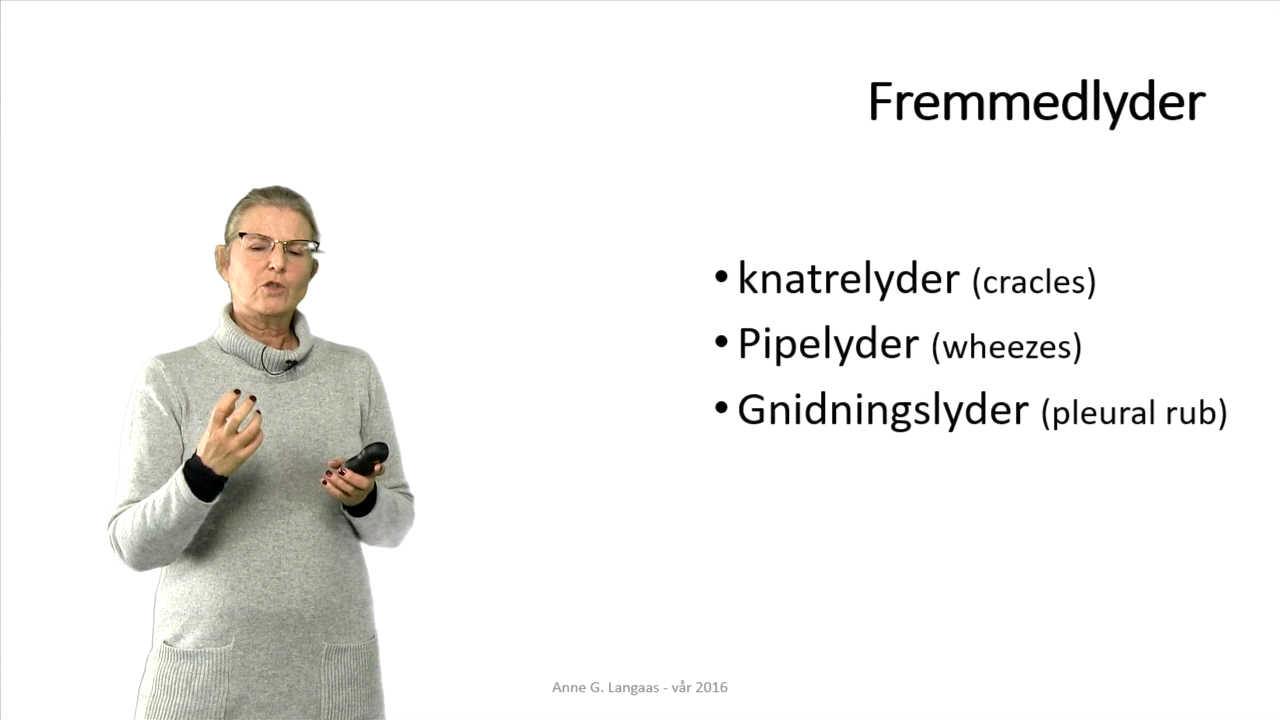 Fremmedlyder
• knatrelyder (cracles)
• Pipelyder (wheezes)
• Gnidningslyder (pleural rub)
Anne G. Langaas - vår 2016